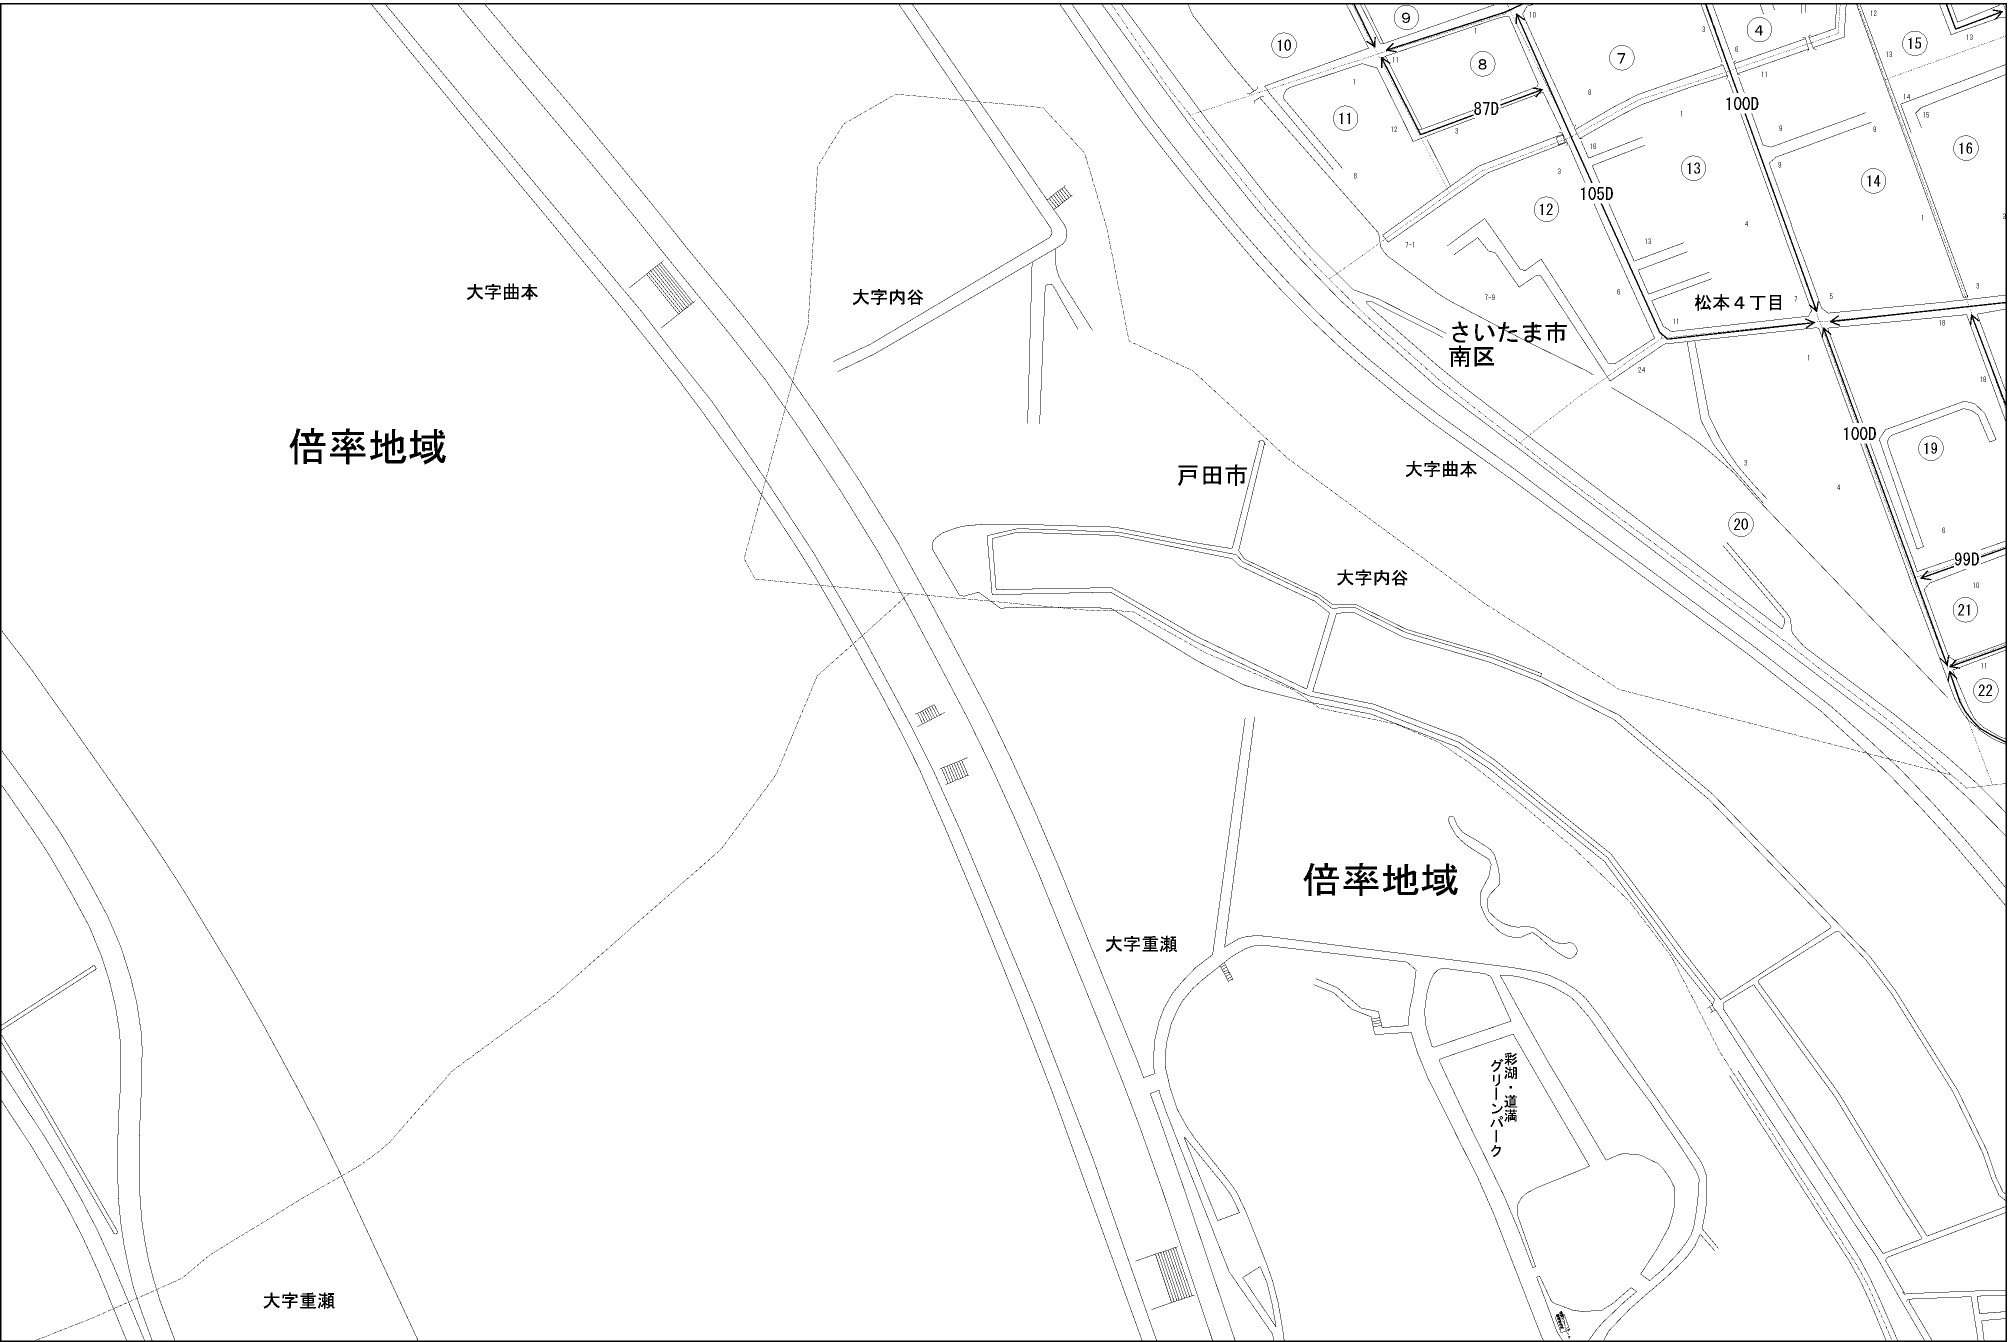 10
9
8
7
4
15
87D
100D
11
16
13
12
14
105D
大字曲本
大字内谷
松本４丁目
さいたま市
南区
倍率地域
戸田市
大字曲本
100D
19
20
大字内谷
99D
21
22
倍率地域
大字重瀬
彩湖・道満
グリーンパーク
大字重瀬